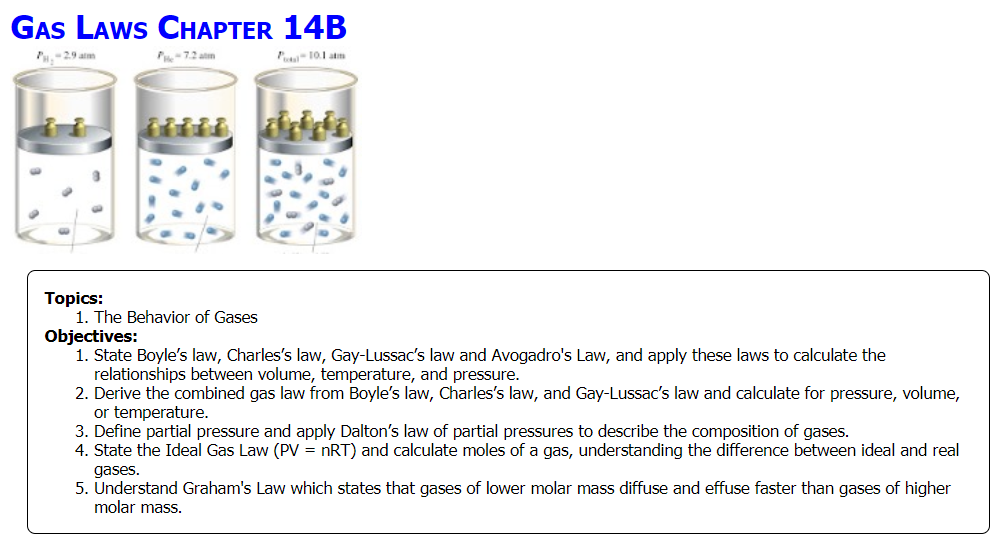 GAS LAWS CHAPTER 14B
P H2 = 2.9 atm P He = 7.2 atm P total = 10.1 atm
Topics:
1. The Behavior of Gases
Objectives:
1. State Boyle’s law, Charles’s law, Gay-Lussac’s law and Avogadro's Law, and apply these laws to calculate the
relationships between volume, temperature, and pressure.
2. Derive the combined gas law from Boyle’s law, Charles’s law, and Gay-Lussac’s law and calculate for pressure, volume,
or temperature.
3. Define partial pressure and apply Dalton’s law of partial pressures to describe the composition of gases.
4. State the Ideal Gas Law (PV = nRT) and calculate moles of a gas, understanding the difference between ideal and real
gases.
5. Understand Graham's Law which states that gases of lower molar mass diffuse and effuse faster than gases of higher
molar mass.